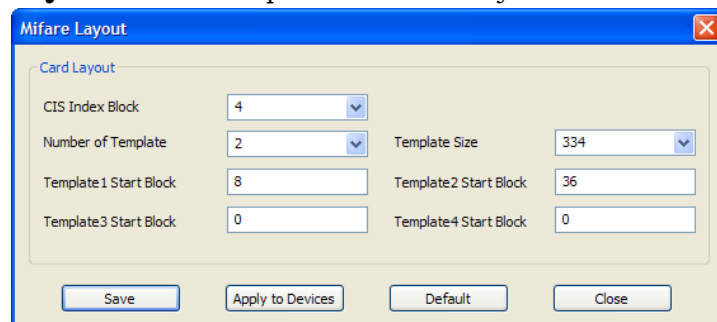 Mifare Layout
Card Layout
CIS Index Block 4
Number of Template 2 Template Size 334
Template1 Start Block 8 Template2 Start Block 36
Template3 Start Block 0 Template4 Start Block 0
Save Apply to Devices Default Close